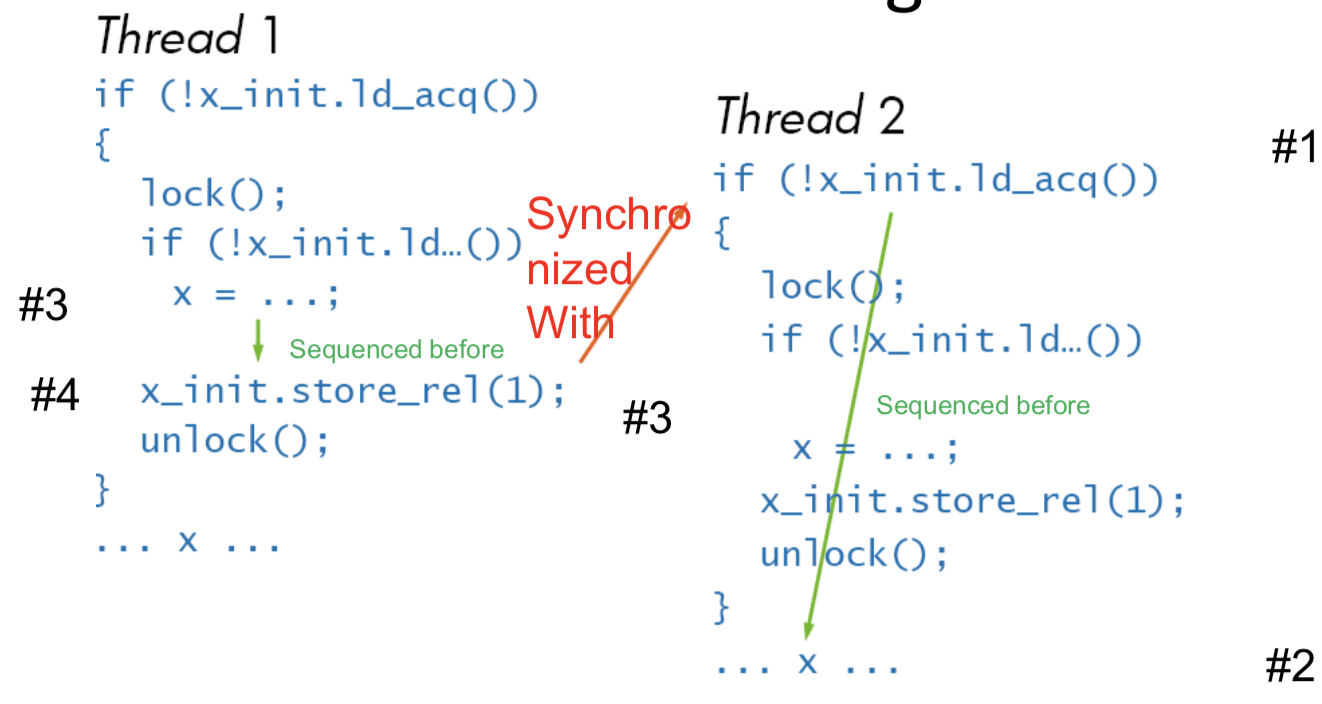 Thread 1
if (!x_init.ld_acq())
{
lock();
if (!x_init.ld…())
#3
x = ...;
Sequenced before
#4
x_init.store_rel(1);
unlock();
}
... x ...
Synchro
nized
With
#3
Thread 2
#1
if (!x_init.ld_acq())
{
lock();
if (!x_init.ld…())
Sequenced before
x = ...;
x_init.store_rel(1);
unlock();
}
... x ...
#2